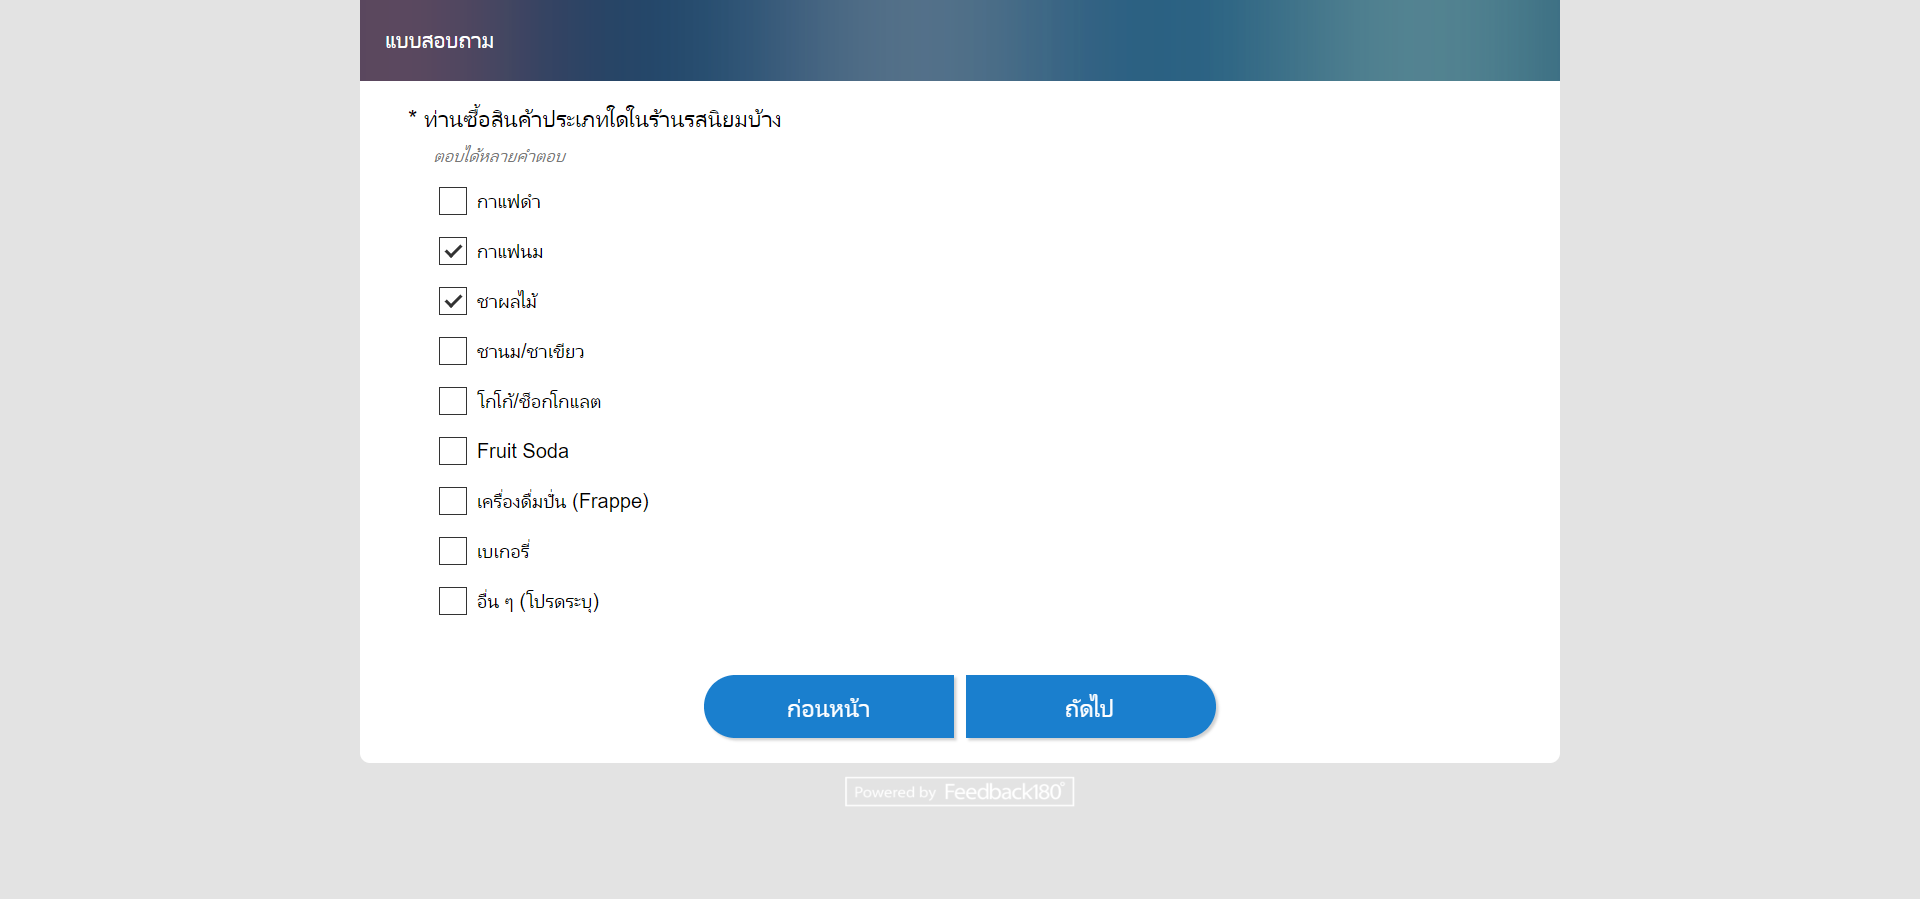 แบบสอบถาม
* ท่านซื้อสินค้าประเภทใดในร้านรสนิยมบ้าง
ตอบได้หลายคำตอบ
กาแฟดำ
กาแฟนม
ชาผลไม้
ชานม/ชาเขียว
โกโก้/ช็อกโกแลต
Fruit Soda
เครื่องดื่มปั่น (Frappe)
เบเกอรี่
อื่น ๆ (โปรดระบุ)
ก่อนหน้า ถัดไป
Powered by Feedback180°